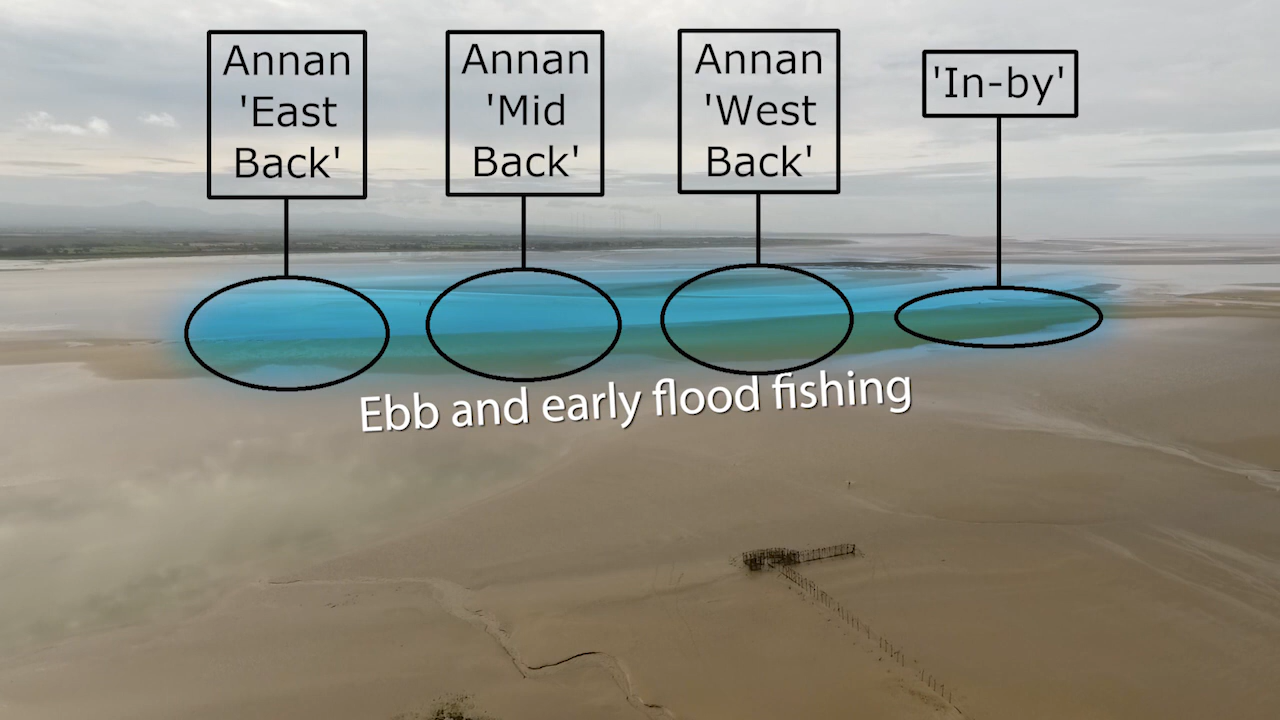 Annan
'East
Back'
Annan
'Mid
Back'
Annan
'West
Back'
'In-by'
Ebb and early flood fishing